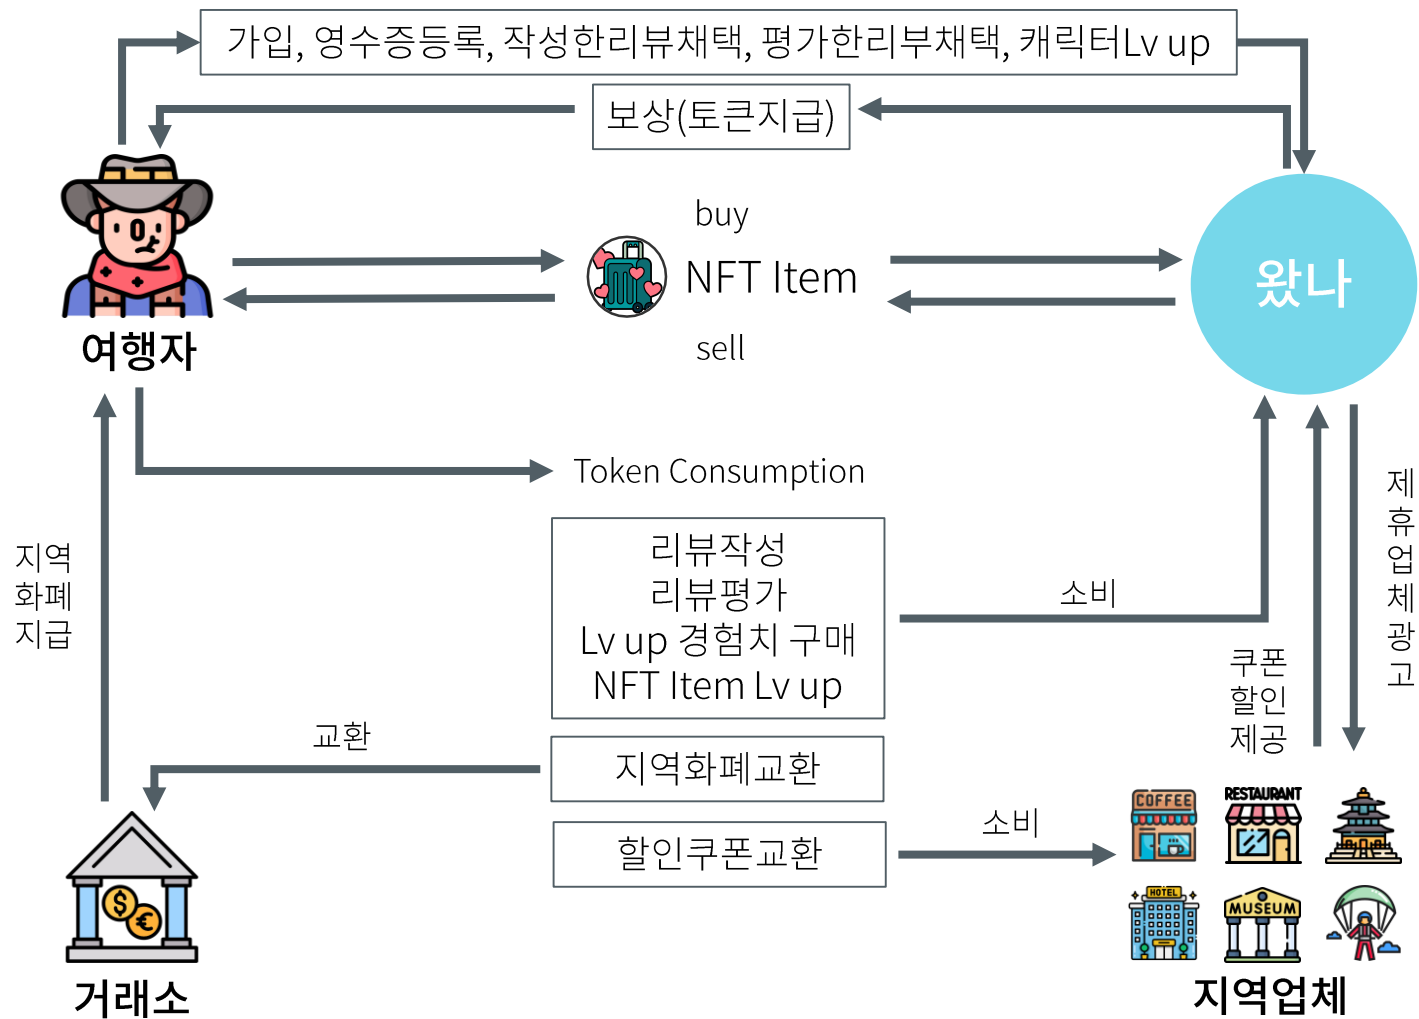 가입, 영수증등록, 작성한리뷰채택, 평가한리부채택, 캐릭터Lv up
보상(토큰지급)
buy
NFT Item
sell
왔나
여행자
Token Consumption
리뷰작성
리뷰평가
Lv up 경험치 구매
NFT Item Lv up
소비
지역
화폐
지급
제
휴
업
체
광
고
쿠폰
할인
제공
교환
지역화폐교환
할인쿠폰교환
소비
COFFEE
RESTAURANT
HOTEL
MUSEUM
$
€
거래소
지역업체